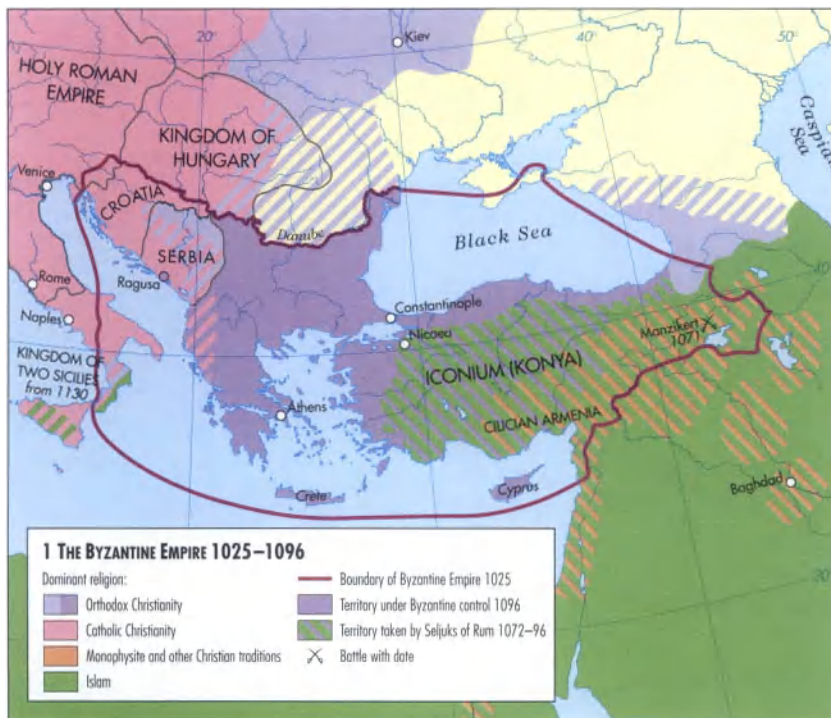 20°
Kiev
40°
50°
HOLY ROMAN
EMPIRE
KINGDOM OF
HUNGARY
Caspian
Sea
Venice
CROATIA
SERBIA
Danube
Black Sea
Ragusa
Rome
Naples
Constantinople
Nicaea
40
Manzikert
1071
KINGDOM OF
TWO SICILIES
from 1130
ICONIUM (KONYA)
Athens
CILICIAN ARMENIA
Crete
Cyprus
Baghdad
1 THE BYZANTINE EMPIRE 1025–1096
Dominant religion:
Orthodox Christianity
Catholic Christianity
Monophysite and other Christian traditions
Islam
Boundary of Byzantine Empire 1025
Territory under Byzantine control 1096
Territory taken by Seljuks of Rum 1072–96
Battle with date